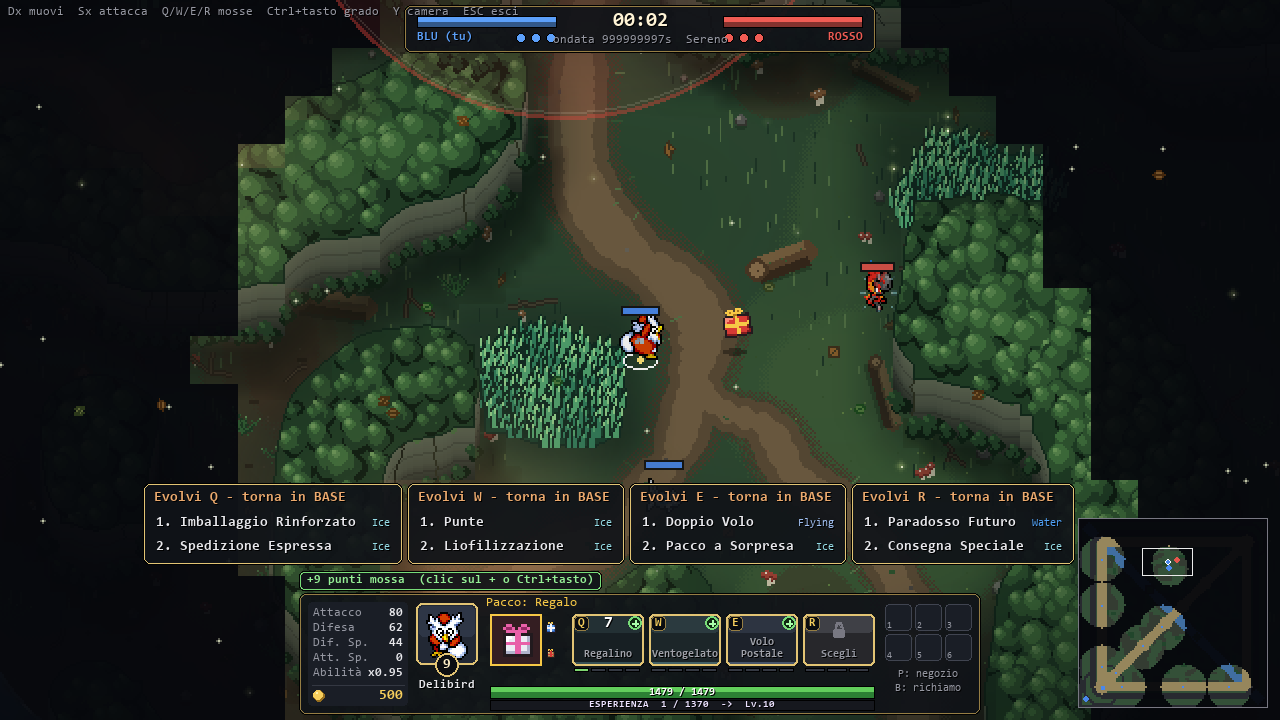 Dx muovi  Sx attacca  Q/W/E/R mosse  Ctrl+tasto grado  Y camera  ESC esci
00:02
BLU (tu)
ROSSO
ondata 999999997s  Sereno
Evolvi Q - torna in BASE
1. Imballaggio Rinforzato Ice
2. Spedizione Espressa Ice
Evolvi W - torna in BASE
1. Punte Ice
2. Liofilizzazione Ice
Evolvi E - torna in BASE
1. Doppio Volo Flying
2. Pacco a Sorpresa Ice
Evolvi R - torna in BASE
1. Paradosso Futuro Water
2. Consegna Speciale Ice
+9 punti mossa  (clic sul + o Ctrl+tasto)
Attacco 80
Difesa 62
Dif. Sp. 44
Att. Sp. 0
Abilità x0.95
500
9
Delibird
Pacco: Regalo
Q 7
Regalino
W
Ventogelato
E
Volo
Postale
R
Scegli
1 2 3
4 5 6
P: negozio
B: richiamo
1479 / 1479
ESPERIENZA  1 / 1370  ->  Lv.10